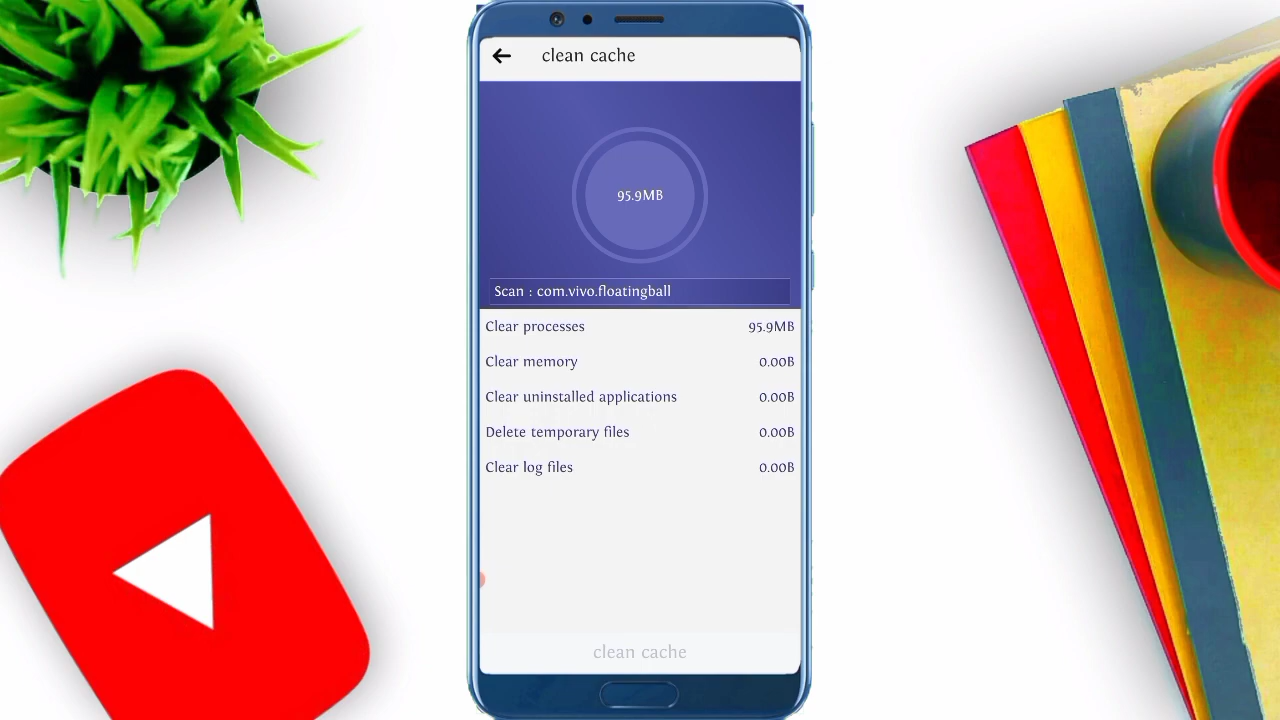 clean cache
95.9MB
Scan : com.vivo.floatingball
Clear processes 95.9MB
Clear memory 0.00B
Clear uninstalled applications 0.00B
Delete temporary files 0.00B
Clear log files 0.00B
clean cache